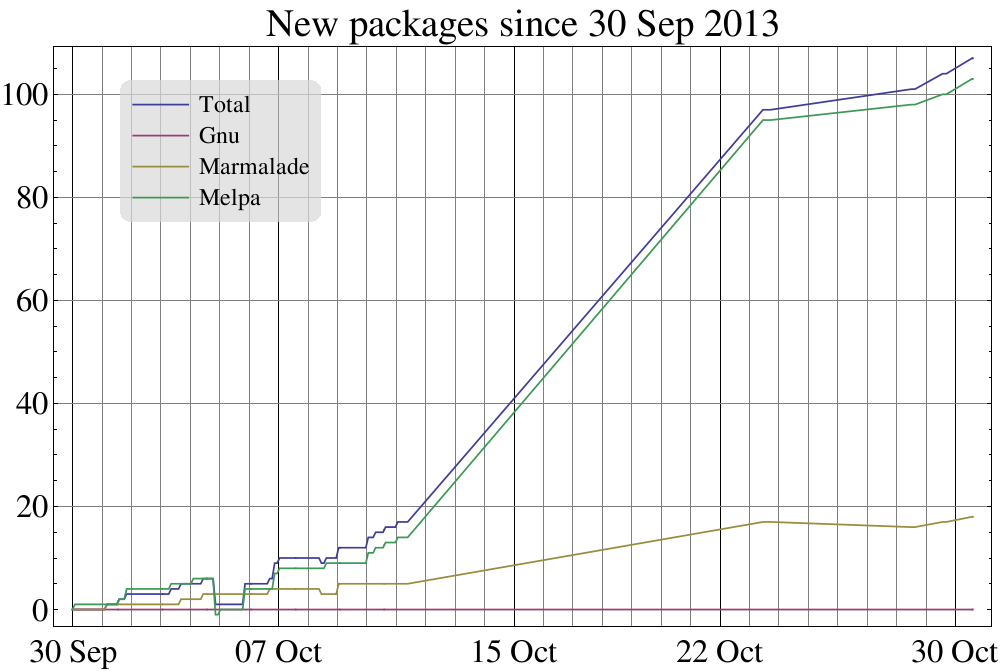 New packages since 30 Sep 2013
Total
Gnu
Marmalade
Melpa
100
80
60
40
20
0
30 Sep 07 Oct 15 Oct 22 Oct 30 Oct